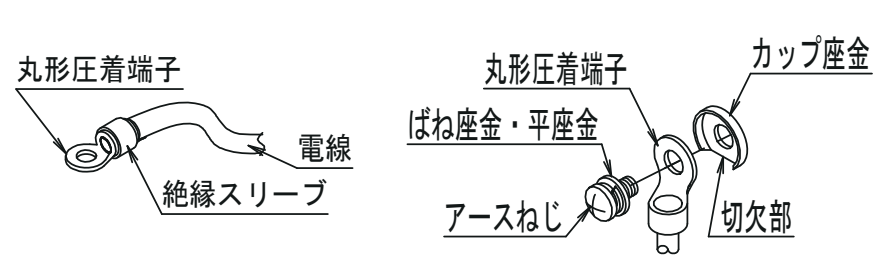 丸形圧着端子
電線
絶縁スリーブ
カップ座金
丸形圧着端子
ばね座金・平座金
アースねじ
切欠部